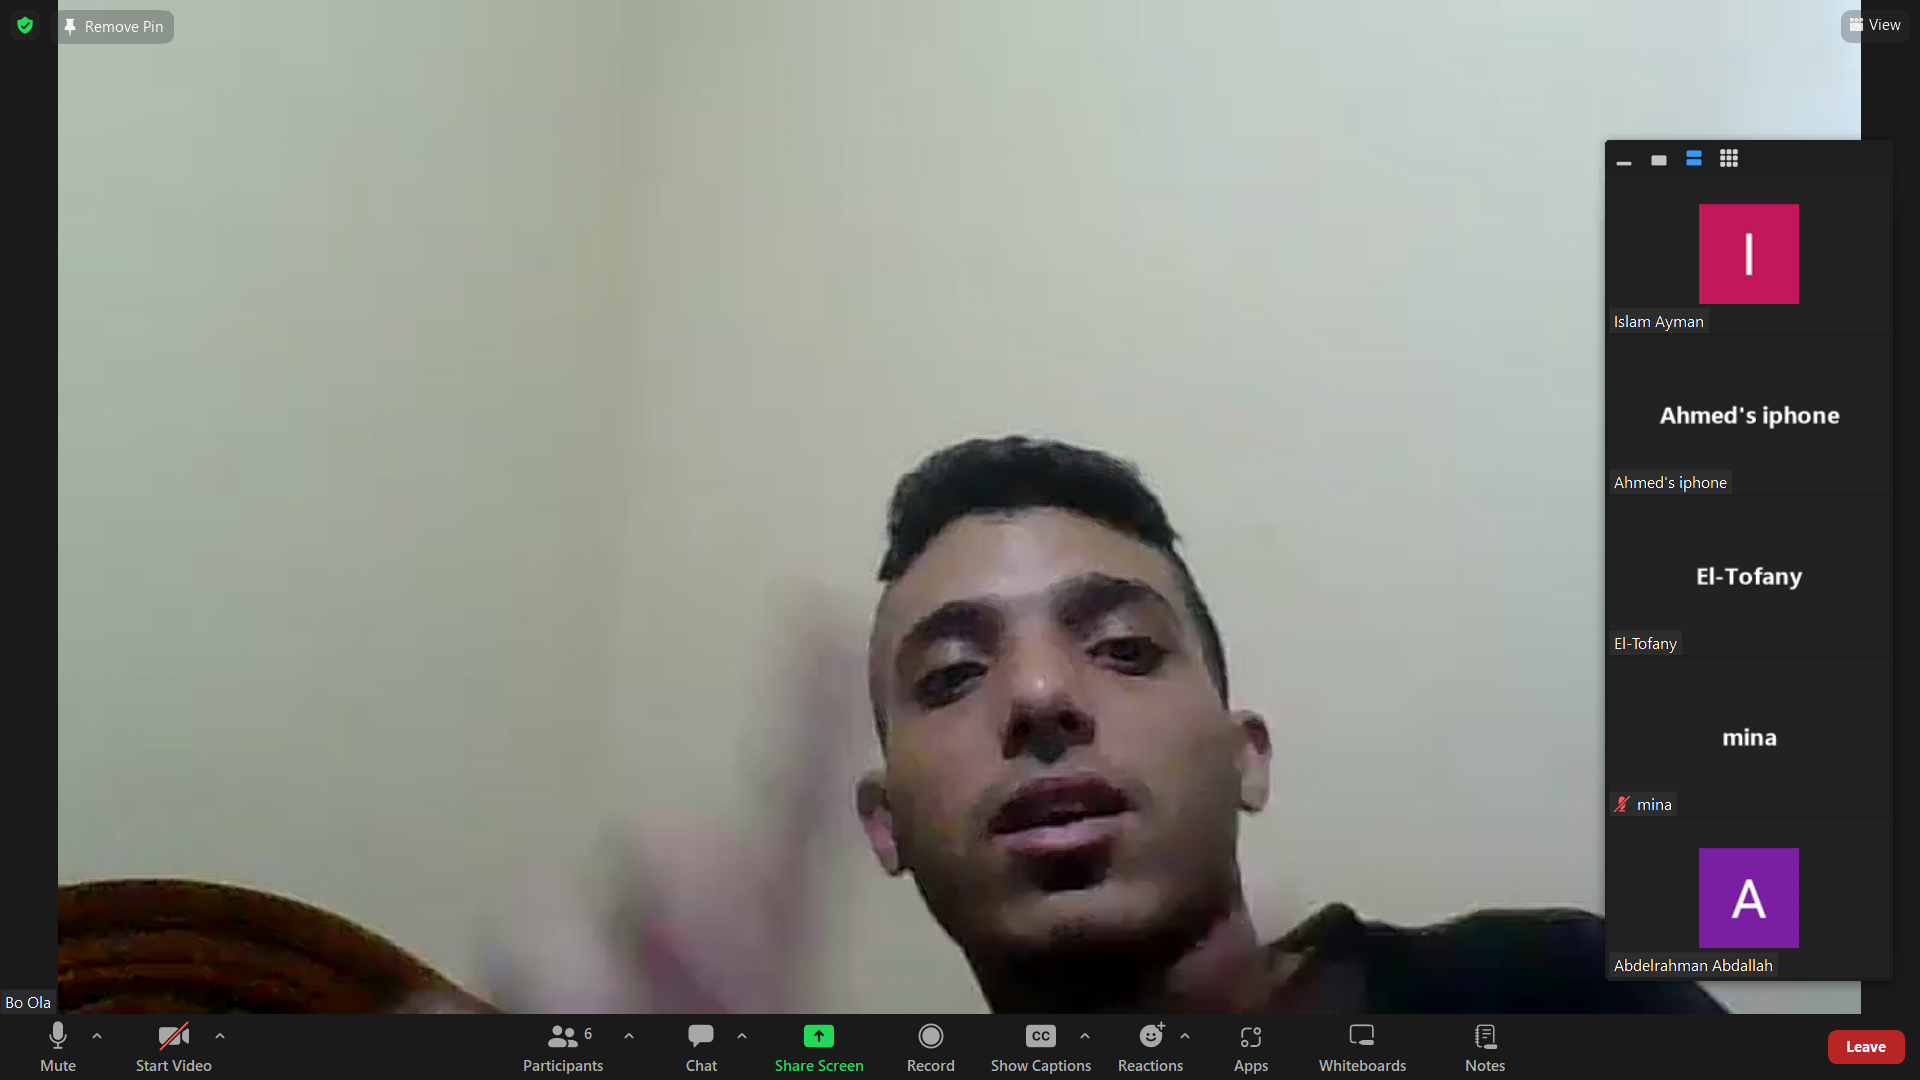 Remove Pin
View
I
Islam Ayman
Ahmed's iphone
Ahmed's iphone
El-Tofany
El-Tofany
mina
mina
A
Abdelrahman Abdallah
Bo Ola
Mute
Start Video
6
Participants
Chat
Share Screen
Record
CC
Show Captions
Reactions
Apps
Whiteboards
Notes
Leave